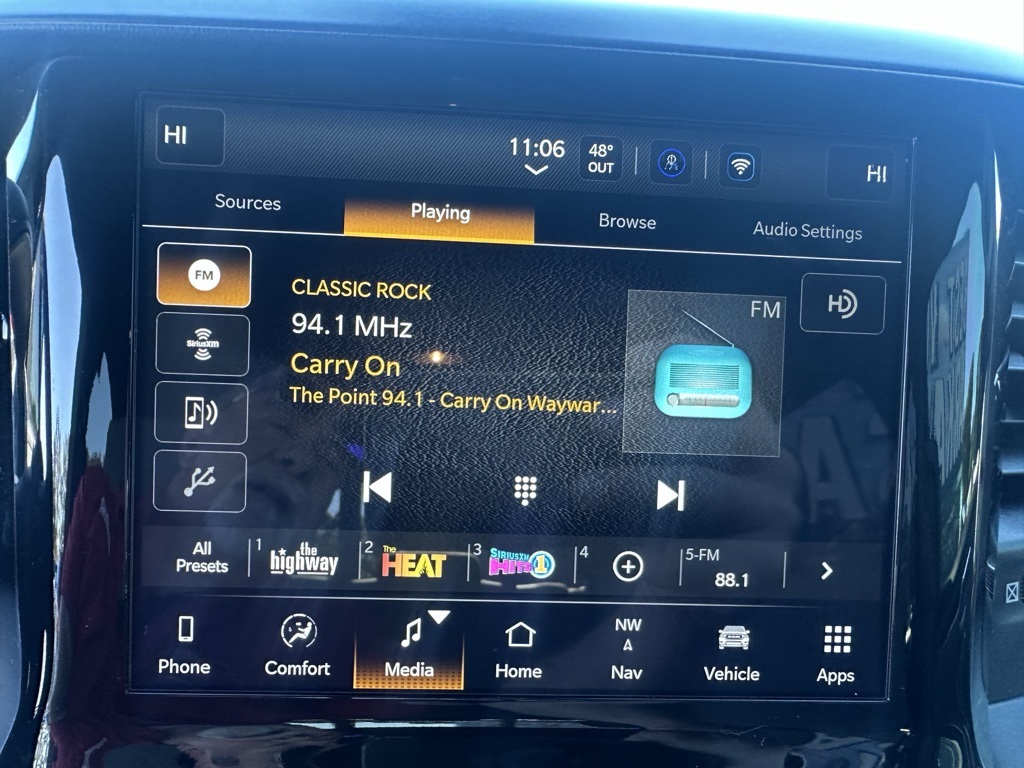 HI
11:06
48°
OUT
HI
Sources
Playing
Browse
Audio Settings
FM
SiriusXM
CLASSIC ROCK
94.1 MHz
Carry On
The Point 94.1 - Carry On Waywar...
FM
HD
All
Presets
1
the
highway
2
The
HEAT
3
SIRIUSXM
HITS 1
4
5-FM
88.1
Phone
Comfort
Media
Home
NW
Nav
Vehicle
Apps